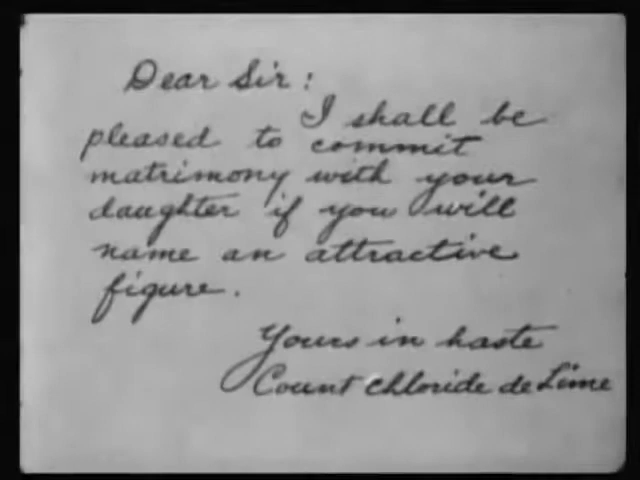 Dear Sir:
I shall be
pleased to commit
matrimony with your
daughter if you will
name an attractive
figure.
Yours in haste
Count Chloride de Lime